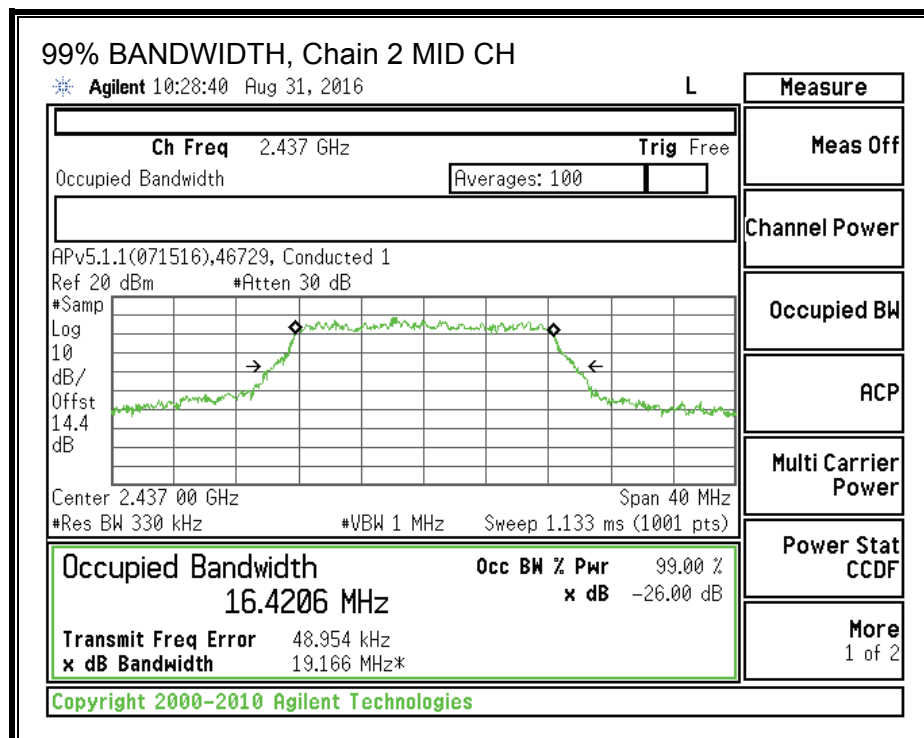 99% BANDWIDTH, Chain 2 MID CH
Agilent 10:28:40 Aug 31, 2016 L
Measure
Ch Freq 2.437 GHz Trig Free
Meas Off
Occupied Bandwidth Averages: 100
Channel Power
APv5.1.1(071516),46729, Conducted 1
Ref 20 dBm #Atten 30 dB
#Samp
Log
10
dB/
Offst
14.4
dB
Occupied BW
ACP
Multi Carrier
Power
Center 2.437 00 GHz Span 40 MHz
#Res BW 330 kHz #VBW 1 MHz Sweep 1.133 ms (1001 pts)
Power Stat
CCDF
Occupied Bandwidth Occ BW % Pwr 99.00 %
16.4206 MHz x dB -26.00 dB
Transmit Freq Error 48.954 kHz
x dB Bandwidth 19.166 MHz*
More
1 of 2
Copyright 2000-2010 Agilent Technologies